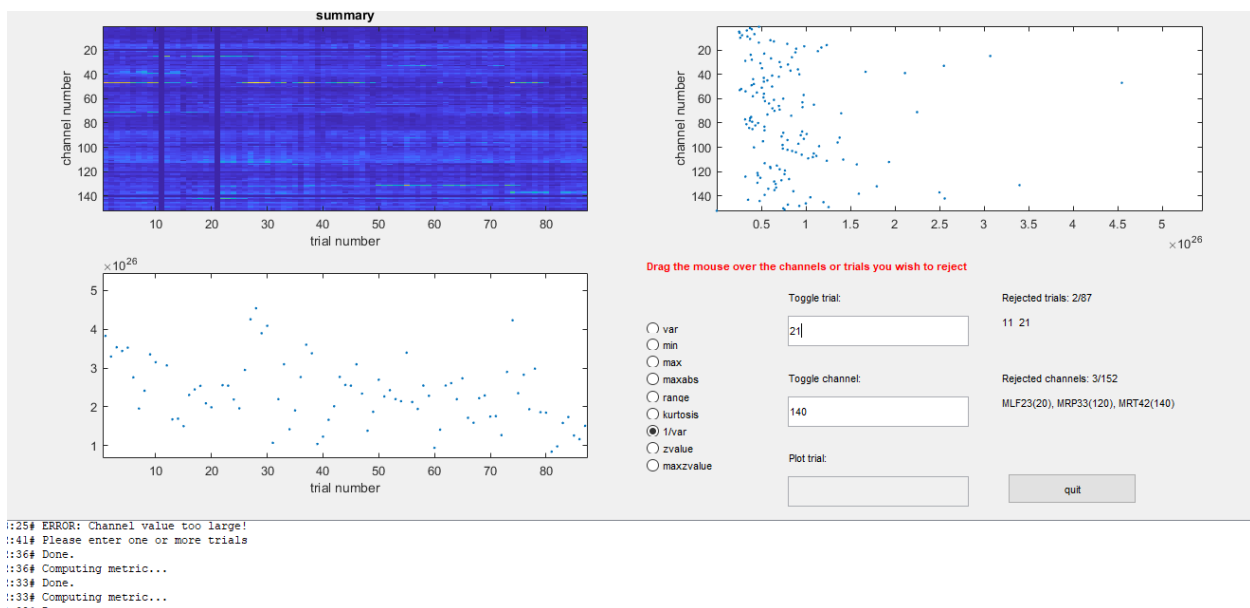 summary
20
40
60
80
100
120
140
channel number
10 20 30 40 50 60 70 80
trial number
20
40
60
80
100
120
140
channel number
0.5 1 1.5 2 2.5 3 3.5 4 4.5 5
×10^26
×10^26
5
4
3
2
1
10 20 30 40 50 60 70 80
trial number
Drag the mouse over the channels or trials you wish to reject
var
min
max
maxabs
range
kurtosis
1/var
zvalue
maxzvalue
Toggle trial:
21
Toggle channel:
140
Plot trial:
Rejected trials: 2/87
11 21
Rejected channels: 3/152
MLF23(20), MRP33(120), MRT42(140)
quit
:25# ERROR: Channel value too large!
:41# Please enter one or more trials
:36# Done.
:36# Computing metric...
:33# Done.
:33# Computing metric...